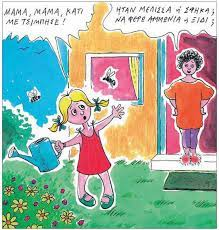 ΜΑΜΑ, ΜΑΜΑ, ΚΑΤΙ
ΜΕ ΤΣΙΜΠΗΣΕ!
ΗΤΑΝ ΜΕΛΙΣΣΑ ή ΣΦΗΚΑ;
ΝΑ ΦΕΡΩ ΑΜΜΩΝΙΑ ή ΞΙΔΙ;